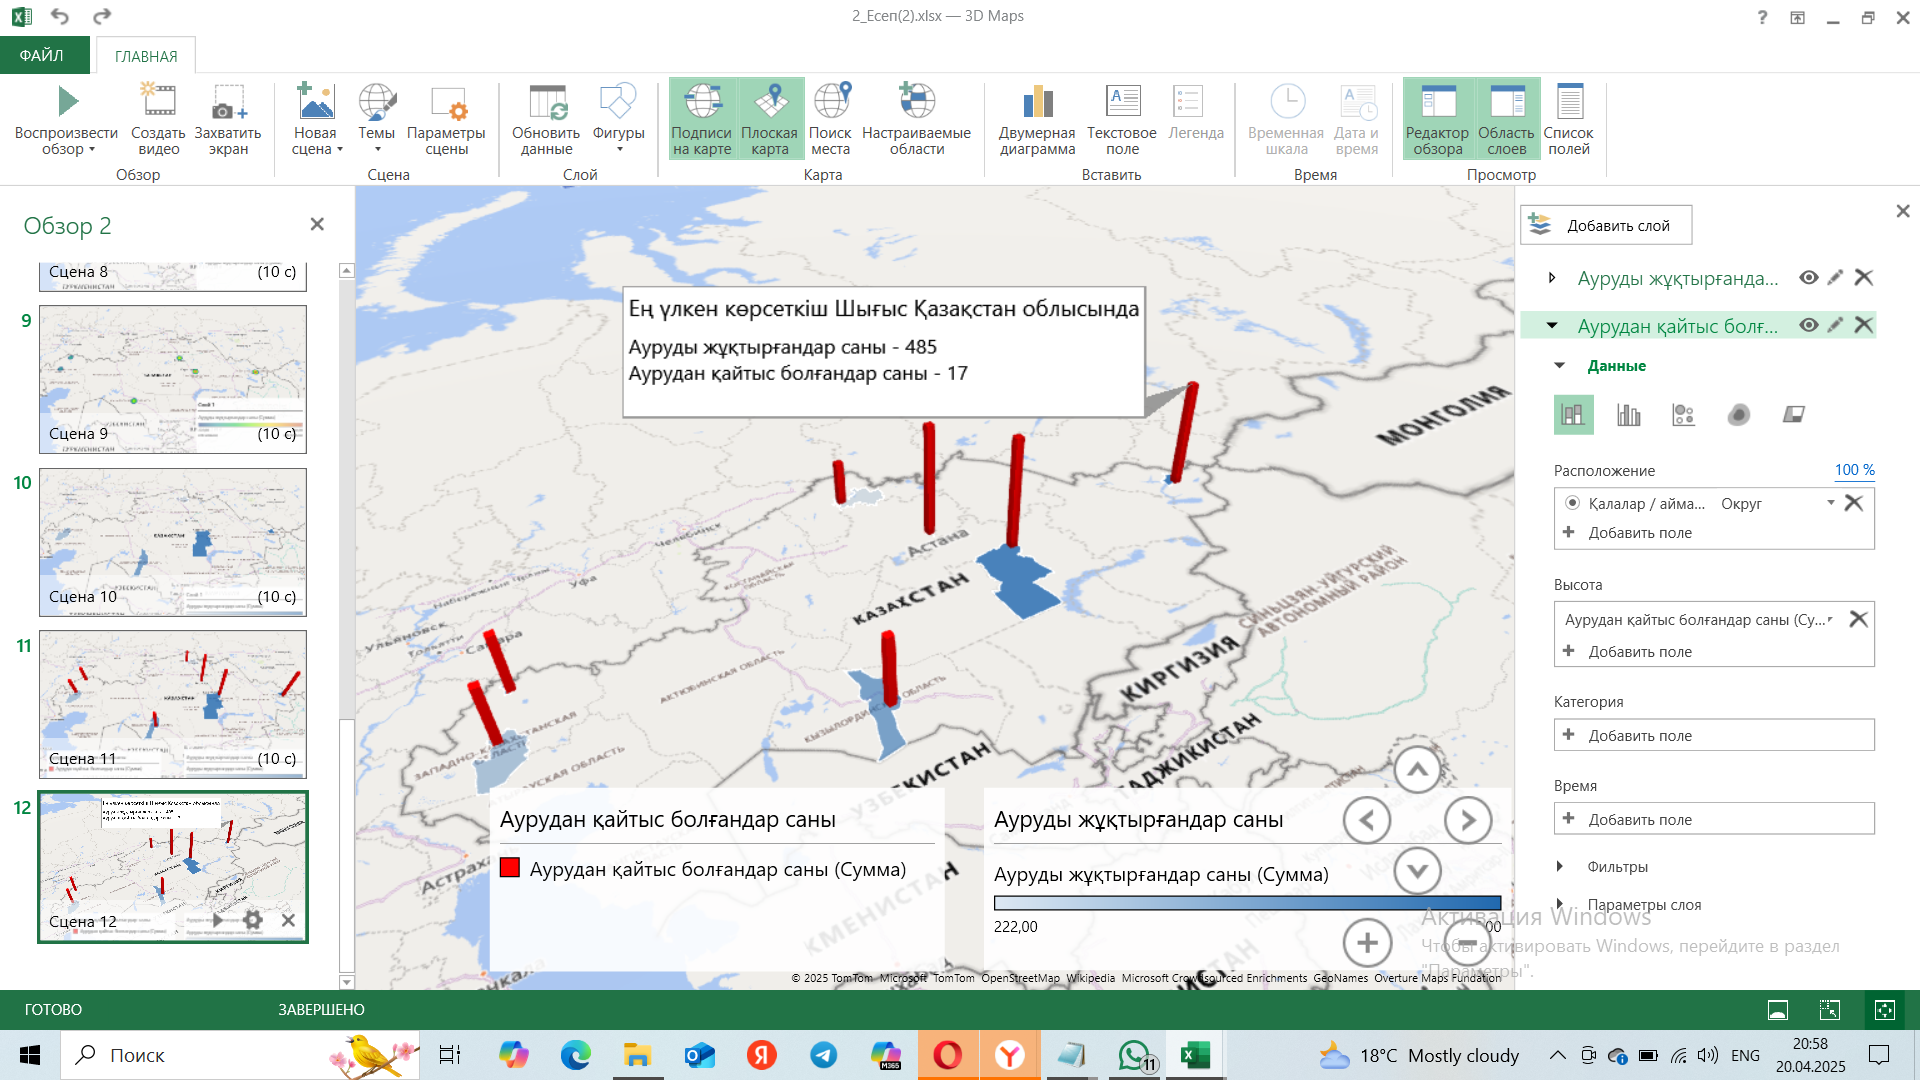 2_Есеп(2).xlsx — 3D Maps
ФАЙЛ
ГЛАВНАЯ
Воспроизвести обзор
Создать видео
Захватить экран
Обзор
Новая сцена
Темы
Параметры сцены
Сцена
Обновить данные
Фигуры
Слой
Подписи на карте
Плоская карта
Поиск места
Настраиваемые области
Карта
Двумерная диаграмма
Текстовое поле
Легенда
Вставить
Временная шкала
Дата и время
Время
Редактор обзора
Область слоев
Список полей
Просмотр
Обзор 2
Сцена 8 (10 с)
9
Сцена 9 (10 с)
10
Сцена 10 (10 с)
11
Сцена 11 (10 с)
12
Сцена 12
Ең үлкен көрсеткіш Шығыс Қазақстан облысында
Ауруды жұқтырғандар саны - 485
Аурудан қайтыс болғандар саны - 17
МОНГОЛИЯ
Астана
КАЗАХСТАН
Челябинск
Уфа
Набережные
Ульяновск
Тольятти
Самара
КОСТАНАЙСКАЯ ОБЛАСТЬ
АКТЮБИНСКАЯ ОБЛАСТЬ
СИНЬЦЗЯН-УЙГУРСКИЙ
АВТОНОМНЫЙ РАЙОН
КИРГИЗИЯ
ТАДЖИКИСТАН
УЗБЕКИСТАН
Астрахань
Аурудан қайтыс болғандар саны
Аурудан қайтыс болғандар саны (Сумма)
Ауруды жұқтырғандар саны
Ауруды жұқтырғандар саны (Сумма)
222,00
© 2025 TomTom Microsoft TomTom OpenStreetMap Wikipedia Microsoft Crowdsourced Enrichments GeoNames Overture Maps Fundation
Добавить слой
Ауруды жұқтырғанда...
Аурудан қайтыс болғ...
Данные
Расположение 100 %
Қалалар / айма... Округ
Добавить поле
Высота
Аурудан қайтыс болғандар саны (Су...
Добавить поле
Категория
Добавить поле
Время
Добавить поле
Фильтры
Параметры слоя
Активация Windows
Чтобы активировать Windows, перейдите в раздел
"Параметры".
ГОТОВО
ЗАВЕРШЕНО
Поиск
M365
11
18°C Mostly cloudy
ENG
20:58
20.04.2025